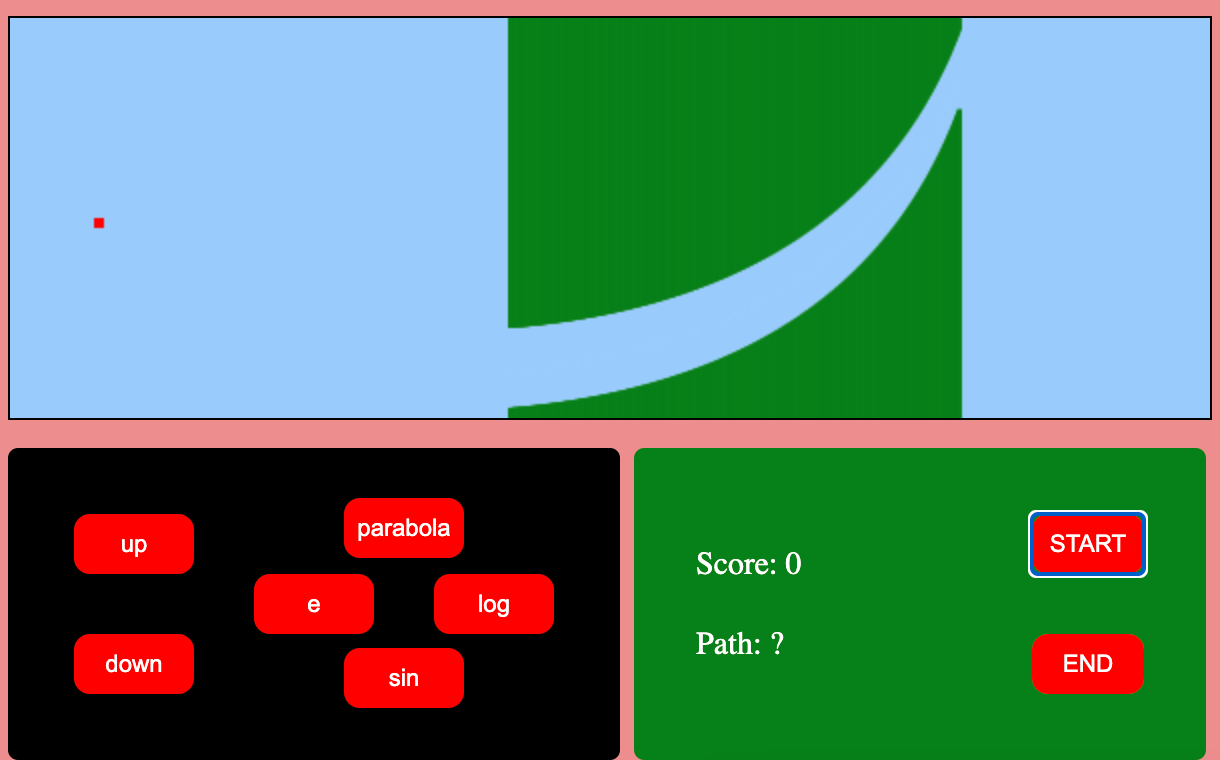 up
down
parabola
e
log
sin
Score: 0
Path: ?
START
END